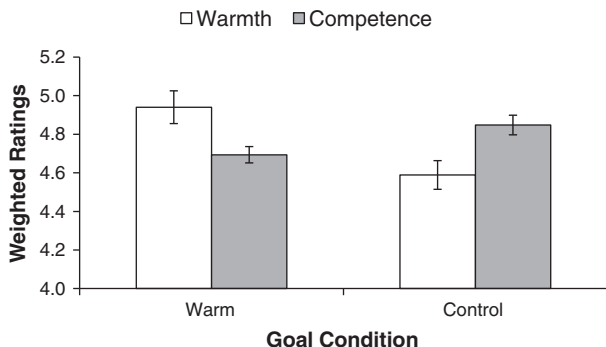 Warmth Competence
5.2
5.0
4.8
4.6
4.4
4.2
4.0
Weighted Ratings
Warm Control
Goal Condition